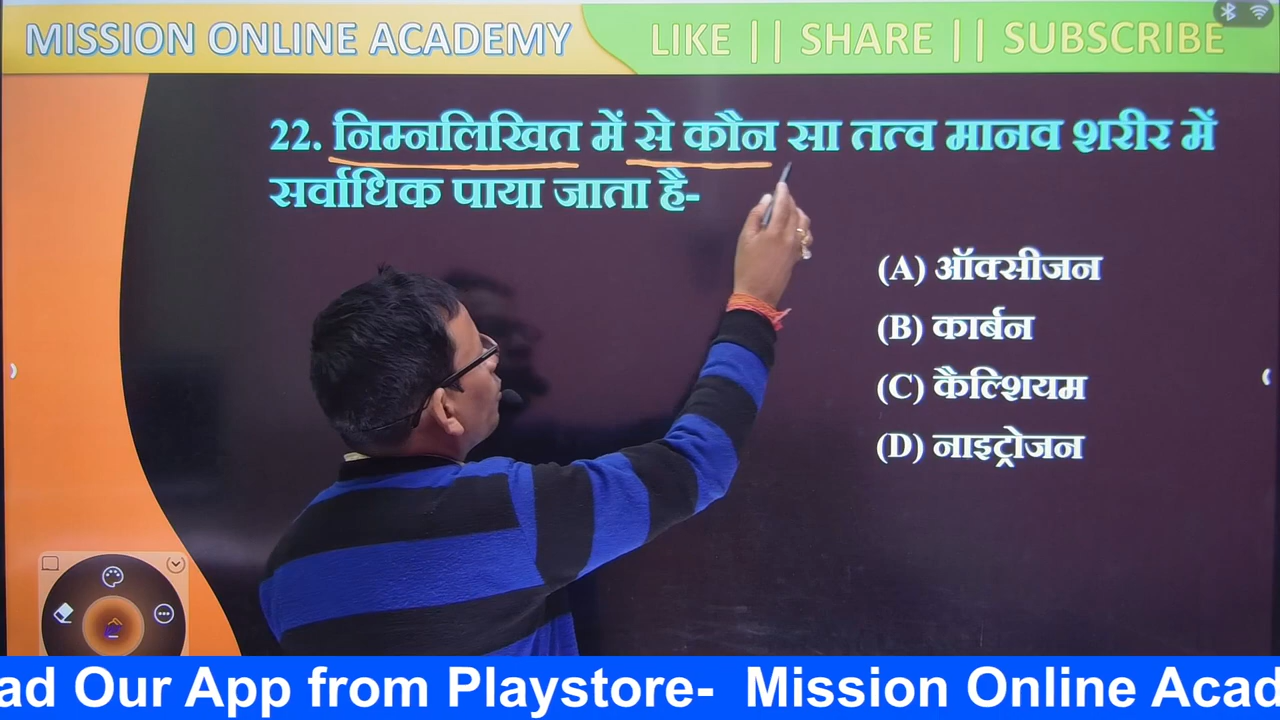 MISSION ONLINE ACADEMY
LIKE || SHARE || SUBSCRIBE
22. निम्नलिखित में से कौन सा तत्व मानव शरीर में
सर्वाधिक पाया जाता है-
(A) ऑक्सीजन
(B) कार्बन
(C) कैल्शियम
(D) नाइट्रोजन
ad Our App from Playstore- Mission Online Acad